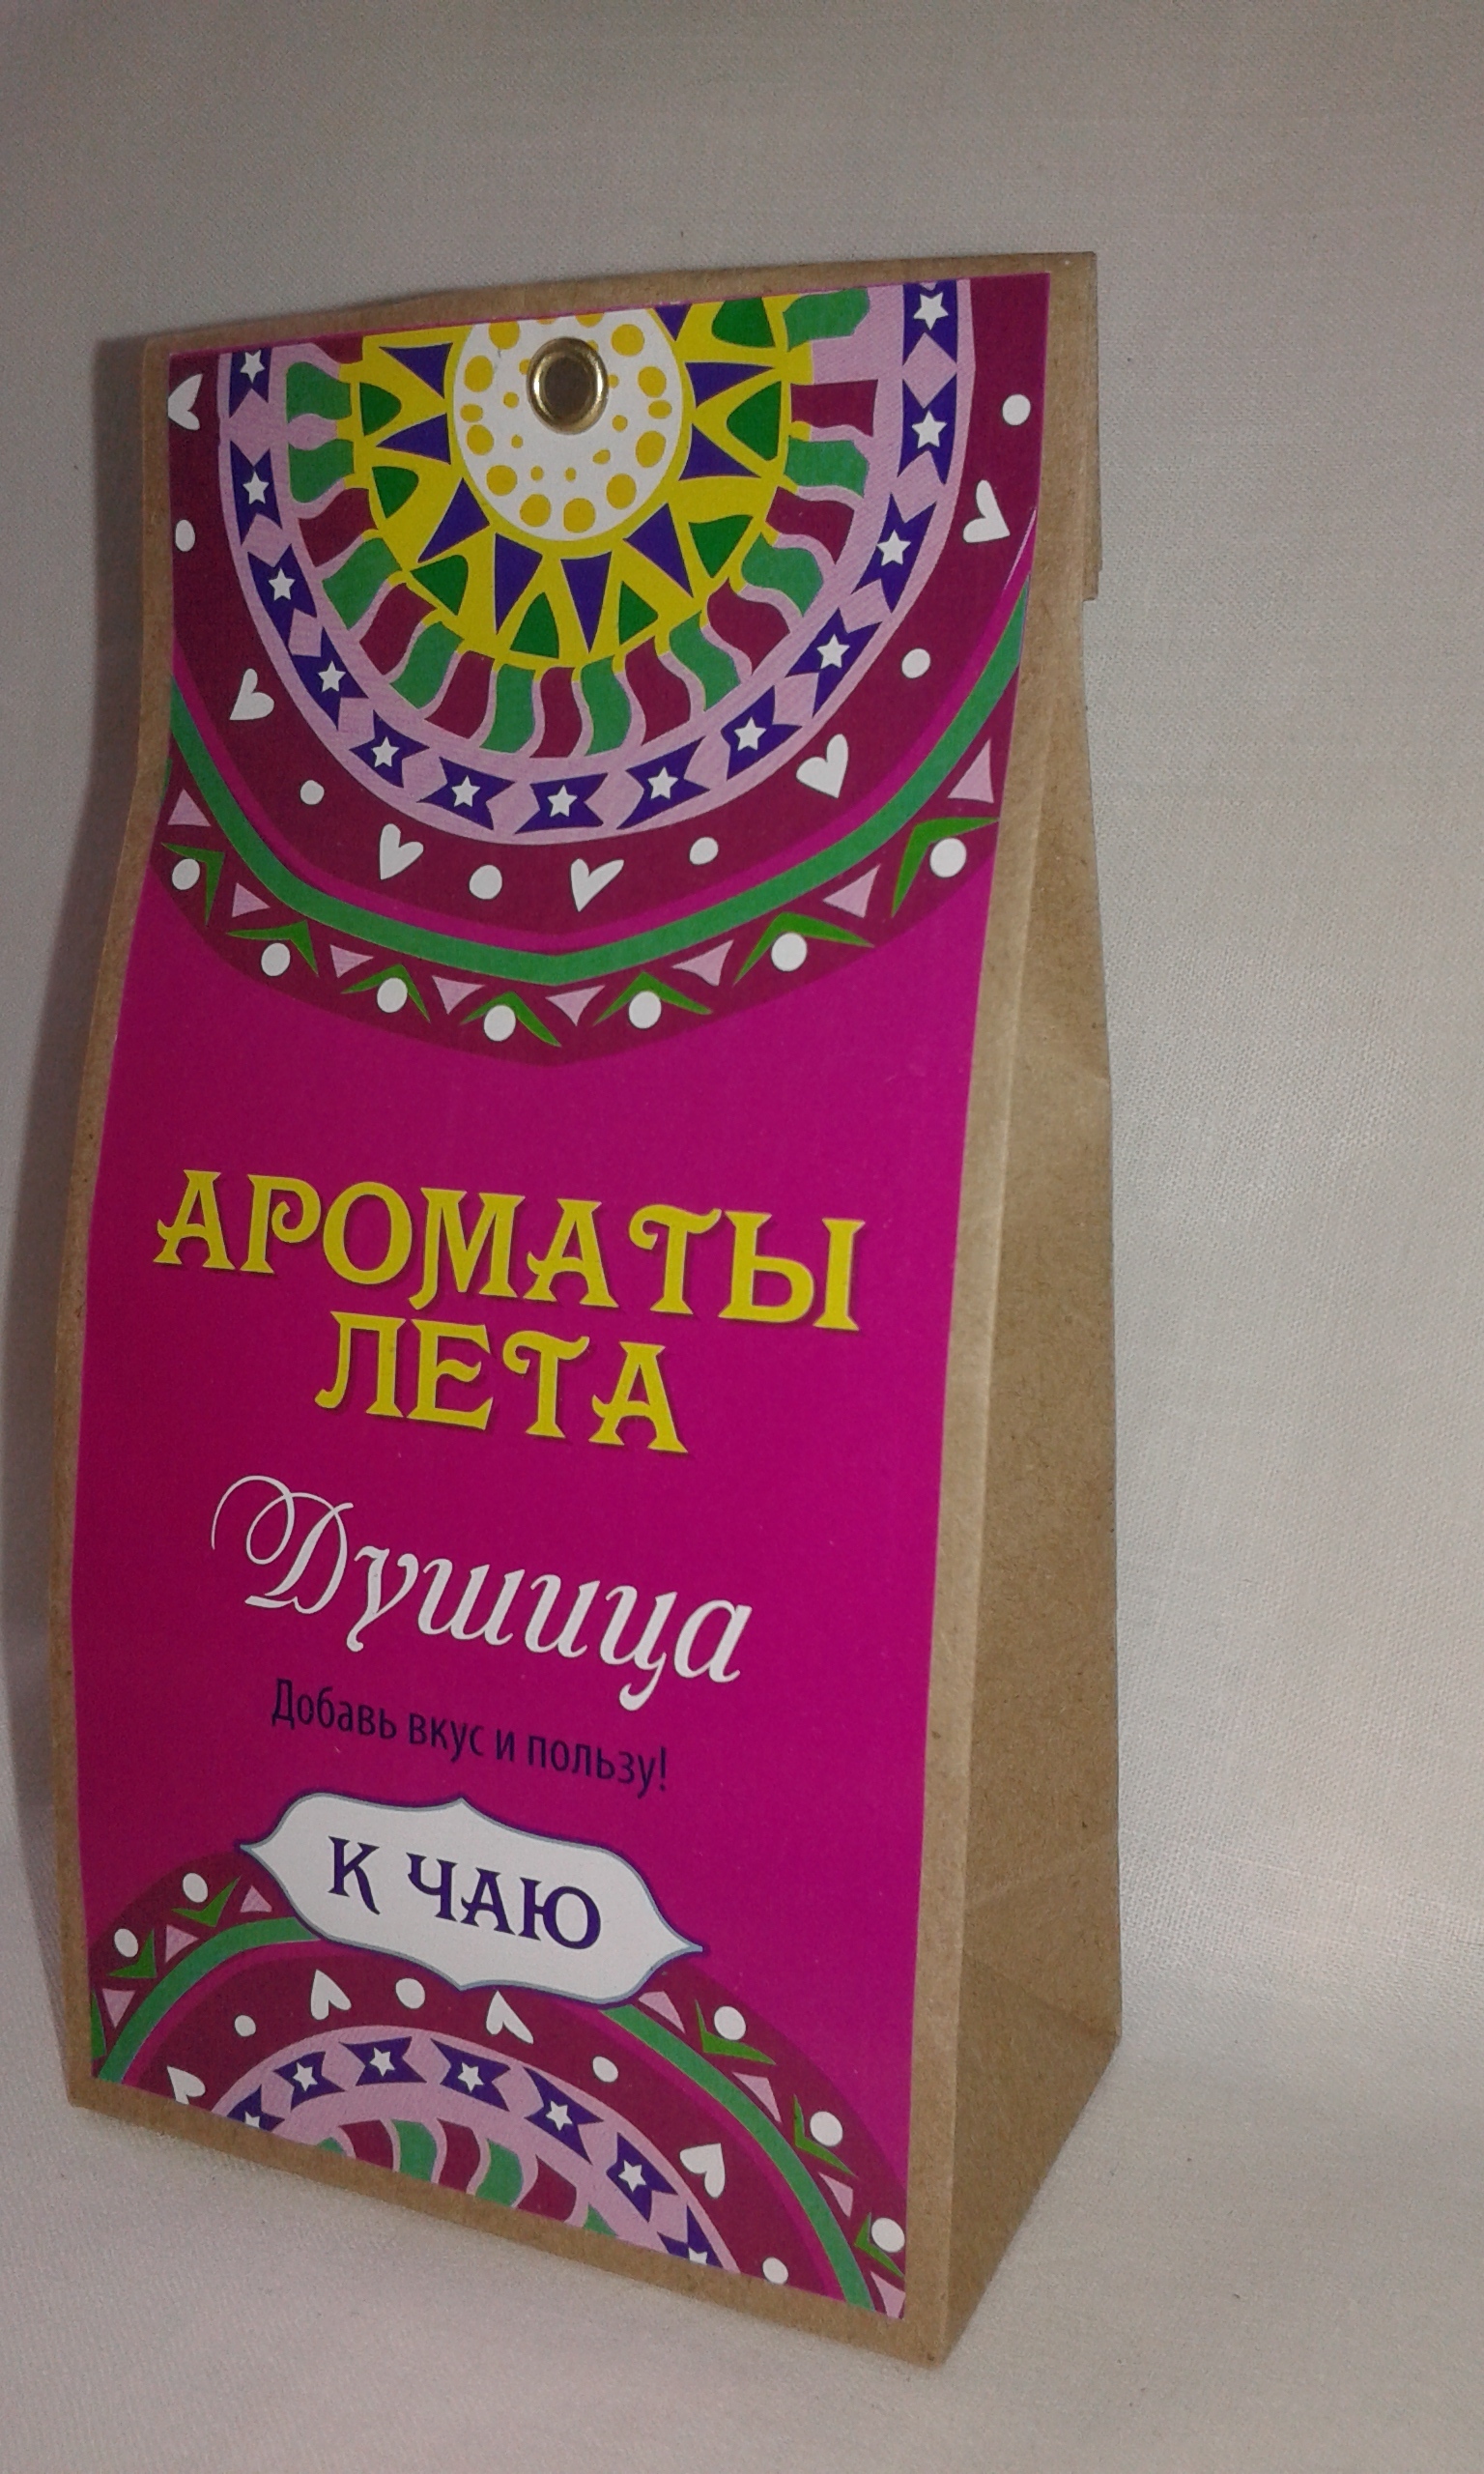 АРОМАТЫ
ЛЕТА
Душица
Добавь вкус и пользу!
К ЧАЮ